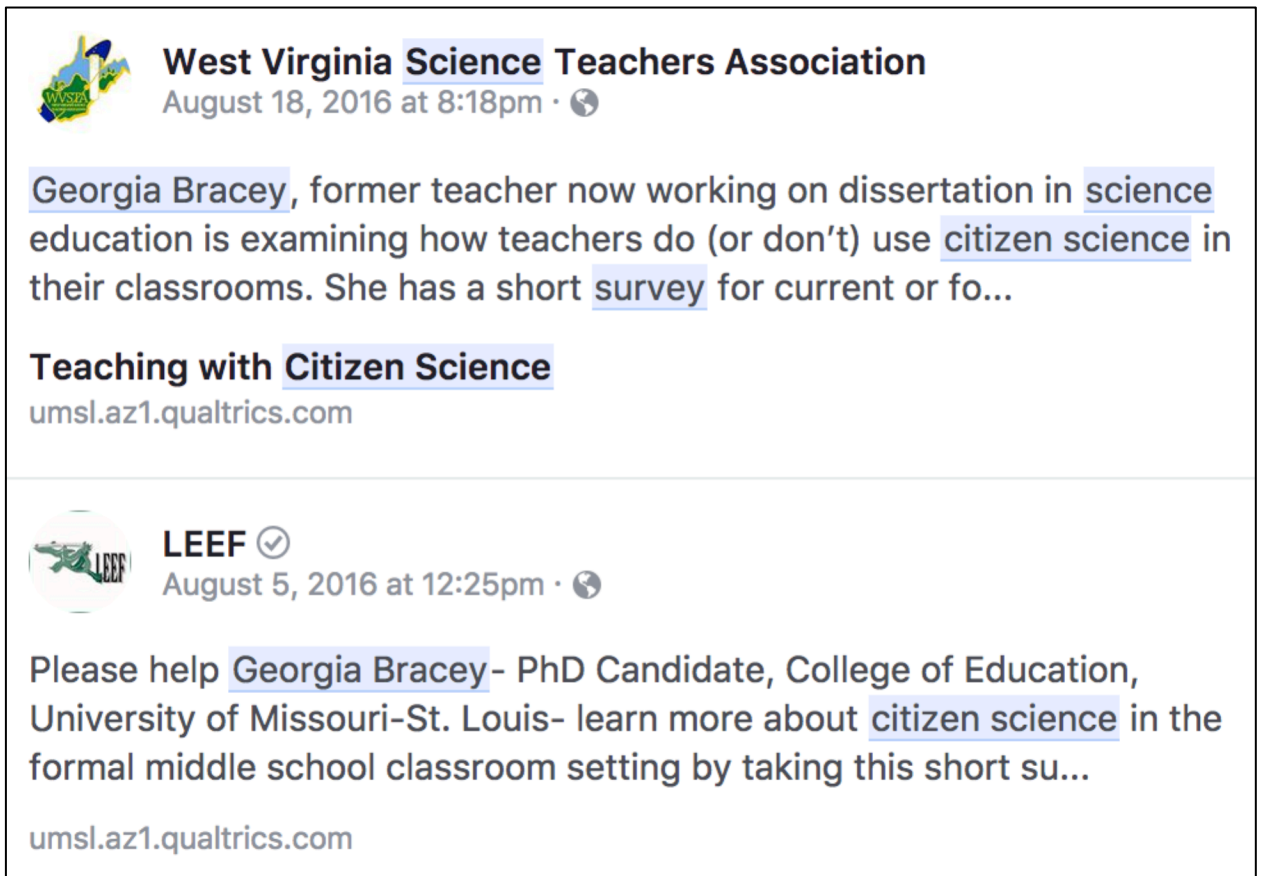 WVSTA
West Virginia Science Teachers Association
August 18, 2016 at 8:18pm ·
Georgia Bracey, former teacher now working on dissertation in science
education is examining how teachers do (or don't) use citizen science in
their classrooms. She has a short survey for current or fo...
Teaching with Citizen Science
umsl.az1.qualtrics.com
LEEF
LEEF
August 5, 2016 at 12:25pm ·
Please help Georgia Bracey- PhD Candidate, College of Education,
University of Missouri-St. Louis- learn more about citizen science in the
formal middle school classroom setting by taking this short su...
umsl.az1.qualtrics.com